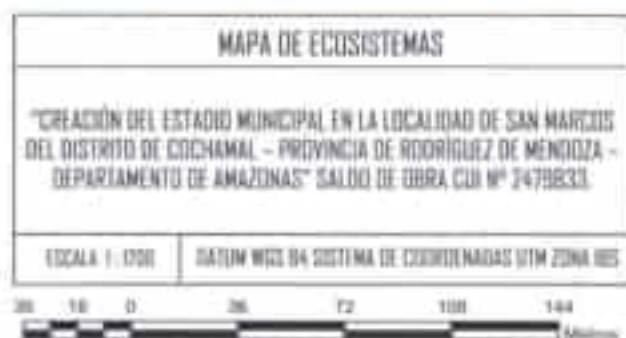 MAPA DE ECOSISTEMAS
"CREACIÓN DEL ESTADIO MUNICIPAL EN LA LOCALIDAD DE SAN MARCOS
DEL DISTRITO DE COCHAMAL - PROVINCIA DE RODRÍGUEZ DE MENDOZA -
DEPARTAMENTO DE AMAZONAS" SALDO DE OBRA CUI Nº 2479833.
ESCALA 1:1700 DATUM WGS 84 SISTEMA DE COORDENADAS UTM ZONA 18S
36 18 0 36 72 108 144
Metros